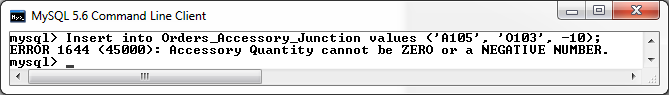 MySQL 5.6 Command Line Client
mysql> Insert into Orders_Accessory_Junction values ('A105', 'O103', -10);
ERROR 1644 (45000): Accessory Quantity cannot be ZERO or a NEGATIVE NUMBER.
mysql> _